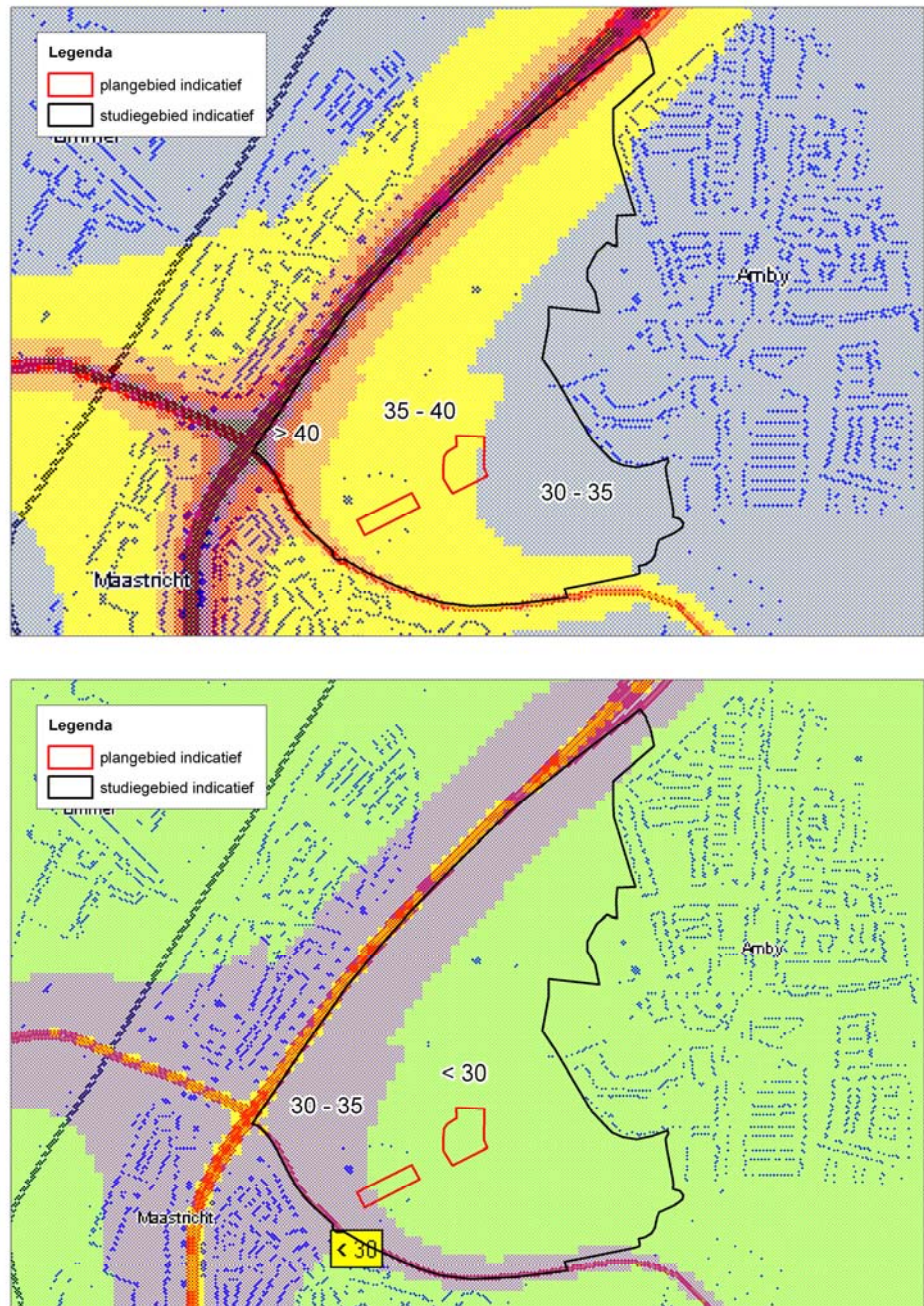 Legenda
plangebied indicatief
studiegebied indicatief
Amby
35 - 40
> 40
30 - 35
Maastricht
Legenda
plangebied indicatief
studiegebied indicatief
Amby
< 30
30 - 35
Maastricht
< 30